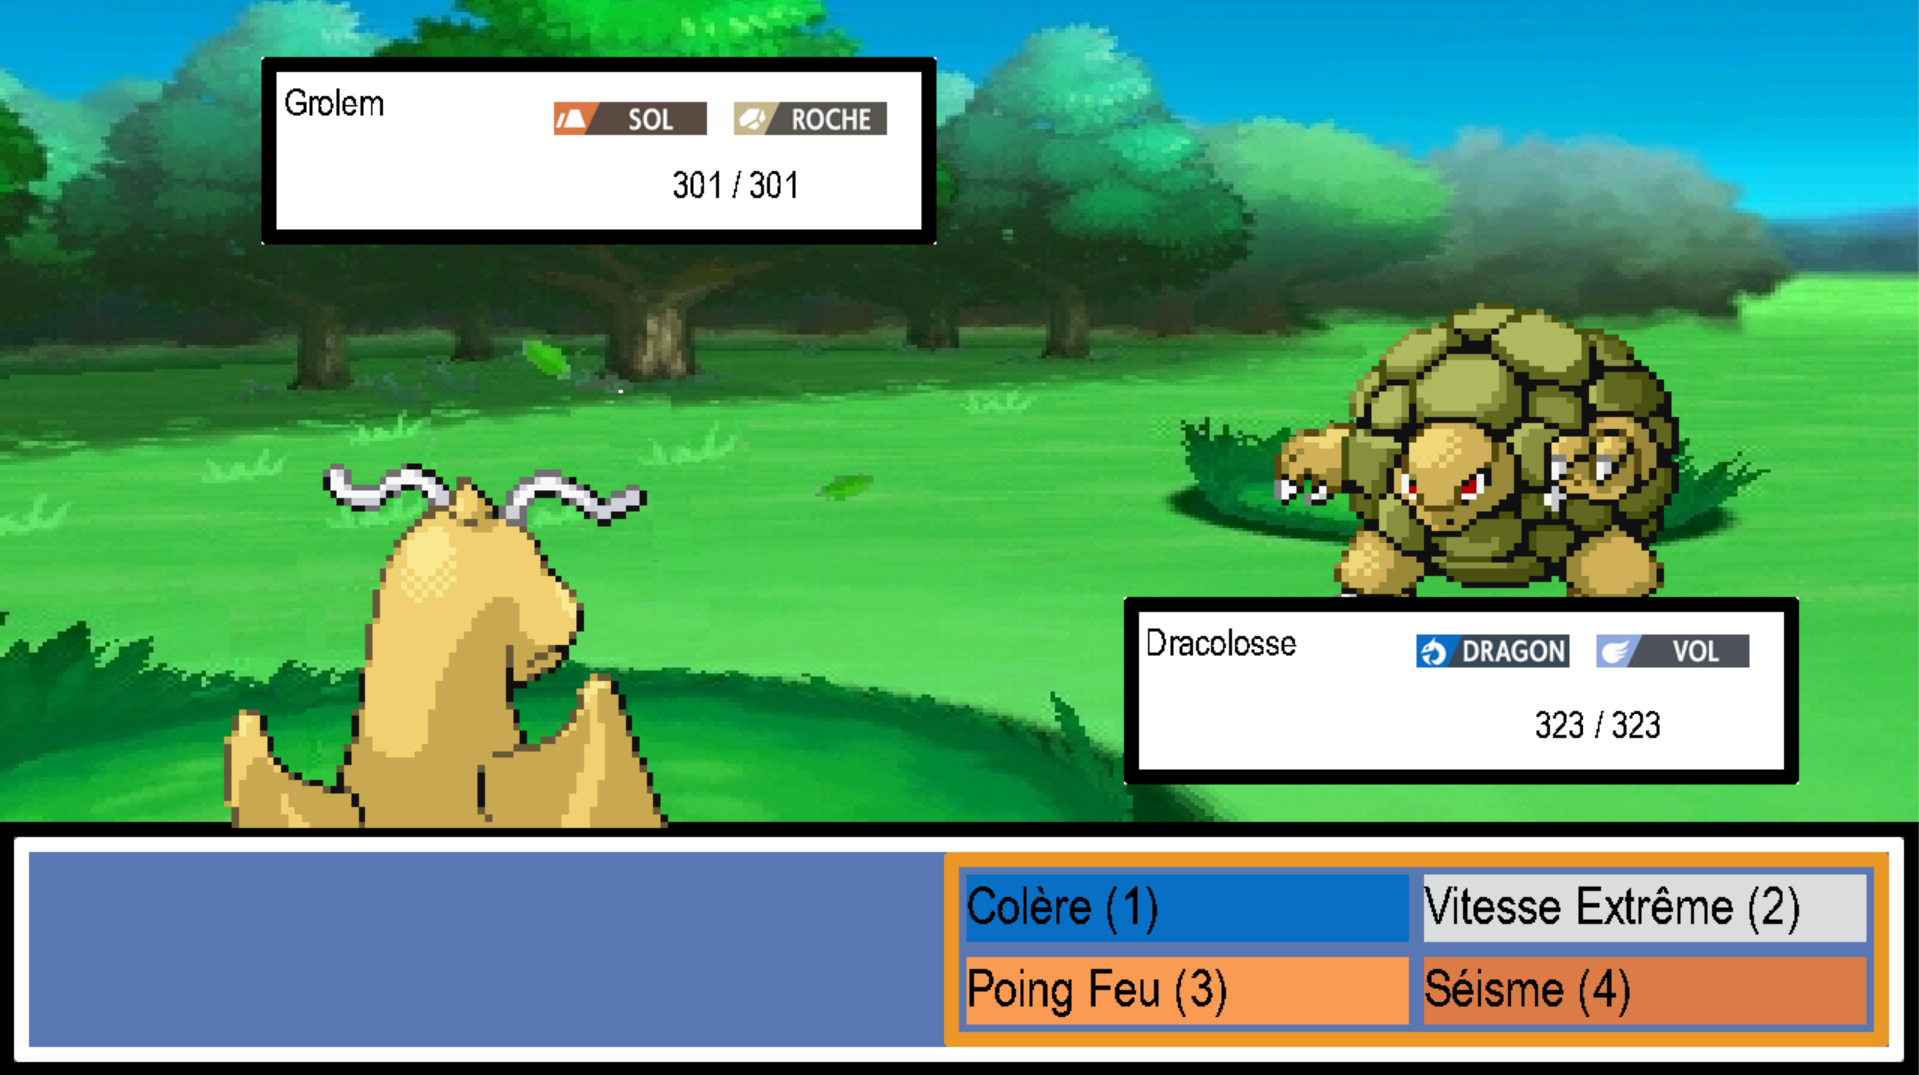 Grolem
SOL ROCHE
301 / 301
Dracolosse
DRAGON VOL
323 / 323
Colère (1) Vitesse Extrême (2)
Poing Feu (3) Séisme (4)